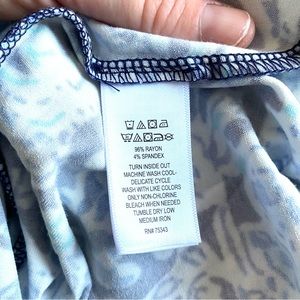 96% RAYON
4% SPANDEX
TURN INSIDE OUT
MACHINE WASH COOL-
DELICATE CYCLE
WASH WITH LIKE COLORS
ONLY NON-CHLORINE
BLEACH WHEN NEEDED
TUMBLE DRY LOW
MEDIUM IRON
RN# 75343